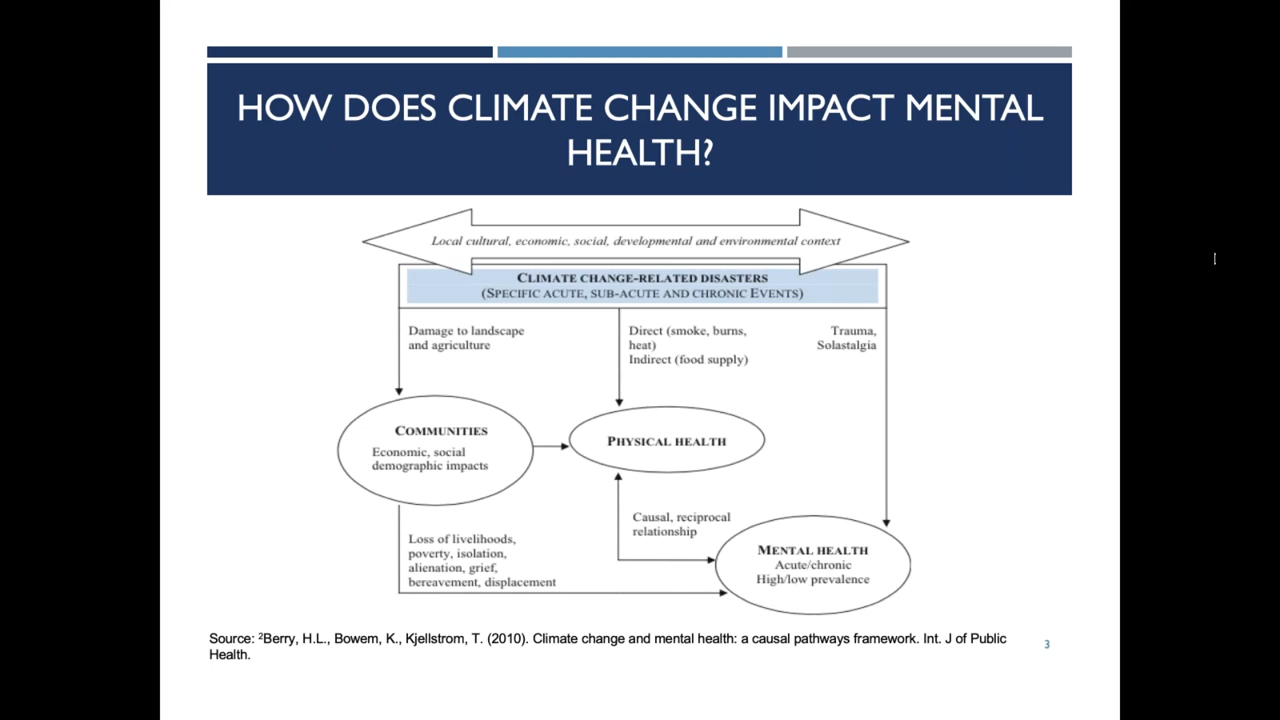 HOW DOES CLIMATE CHANGE IMPACT MENTAL
HEALTH?
Local cultural, economic, social, developmental and environmental context
CLIMATE CHANGE-RELATED DISASTERS
(SPECIFIC ACUTE, SUB-ACUTE AND CHRONIC EVENTS)
Damage to landscape
and agriculture
Direct (smoke, burns,
heat)
Indirect (food supply)
Trauma,
Solastalgia
COMMUNITIES
Economic, social
demographic impacts
PHYSICAL HEALTH
Causal, reciprocal
relationship
Loss of livelihoods,
poverty, isolation,
alienation, grief,
bereavement, displacement
MENTAL HEALTH
Acute/chronic
High/low prevalence
Source: ²Berry, H.L., Bowem, K., Kjellstrom, T. (2010). Climate change and mental health: a causal pathways framework. Int. J of Public
Health.
3